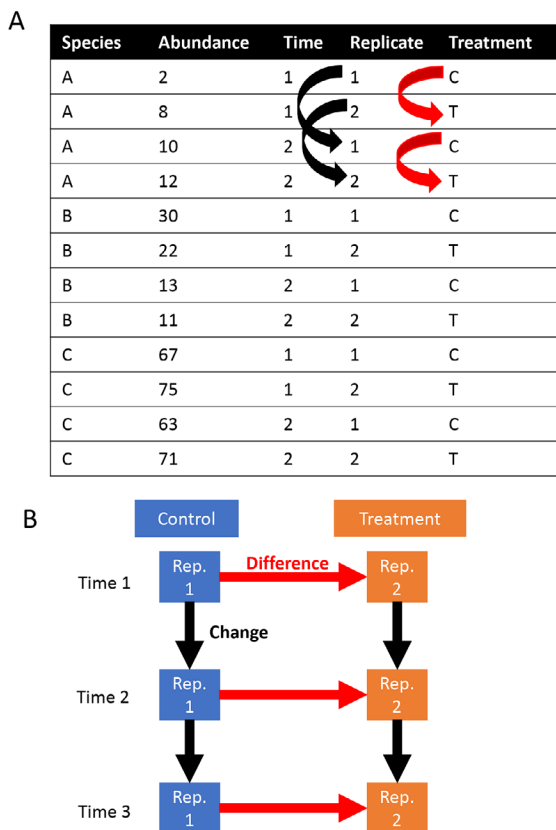 A
Species Abundance Time Replicate Treatment
A 2 1 1 C
A 8 1 2 T
A 10 2 1 C
A 12 2 2 T
B 30 1 1 C
B 22 1 2 T
B 13 2 1 C
B 11 2 2 T
C 67 1 1 C
C 75 1 2 T
C 63 2 1 C
C 71 2 2 T
B
Control Treatment
Time 1 Rep. 1 Difference Rep. 2
Change
Time 2 Rep. 1 Rep. 2
Time 3 Rep. 1 Rep. 2